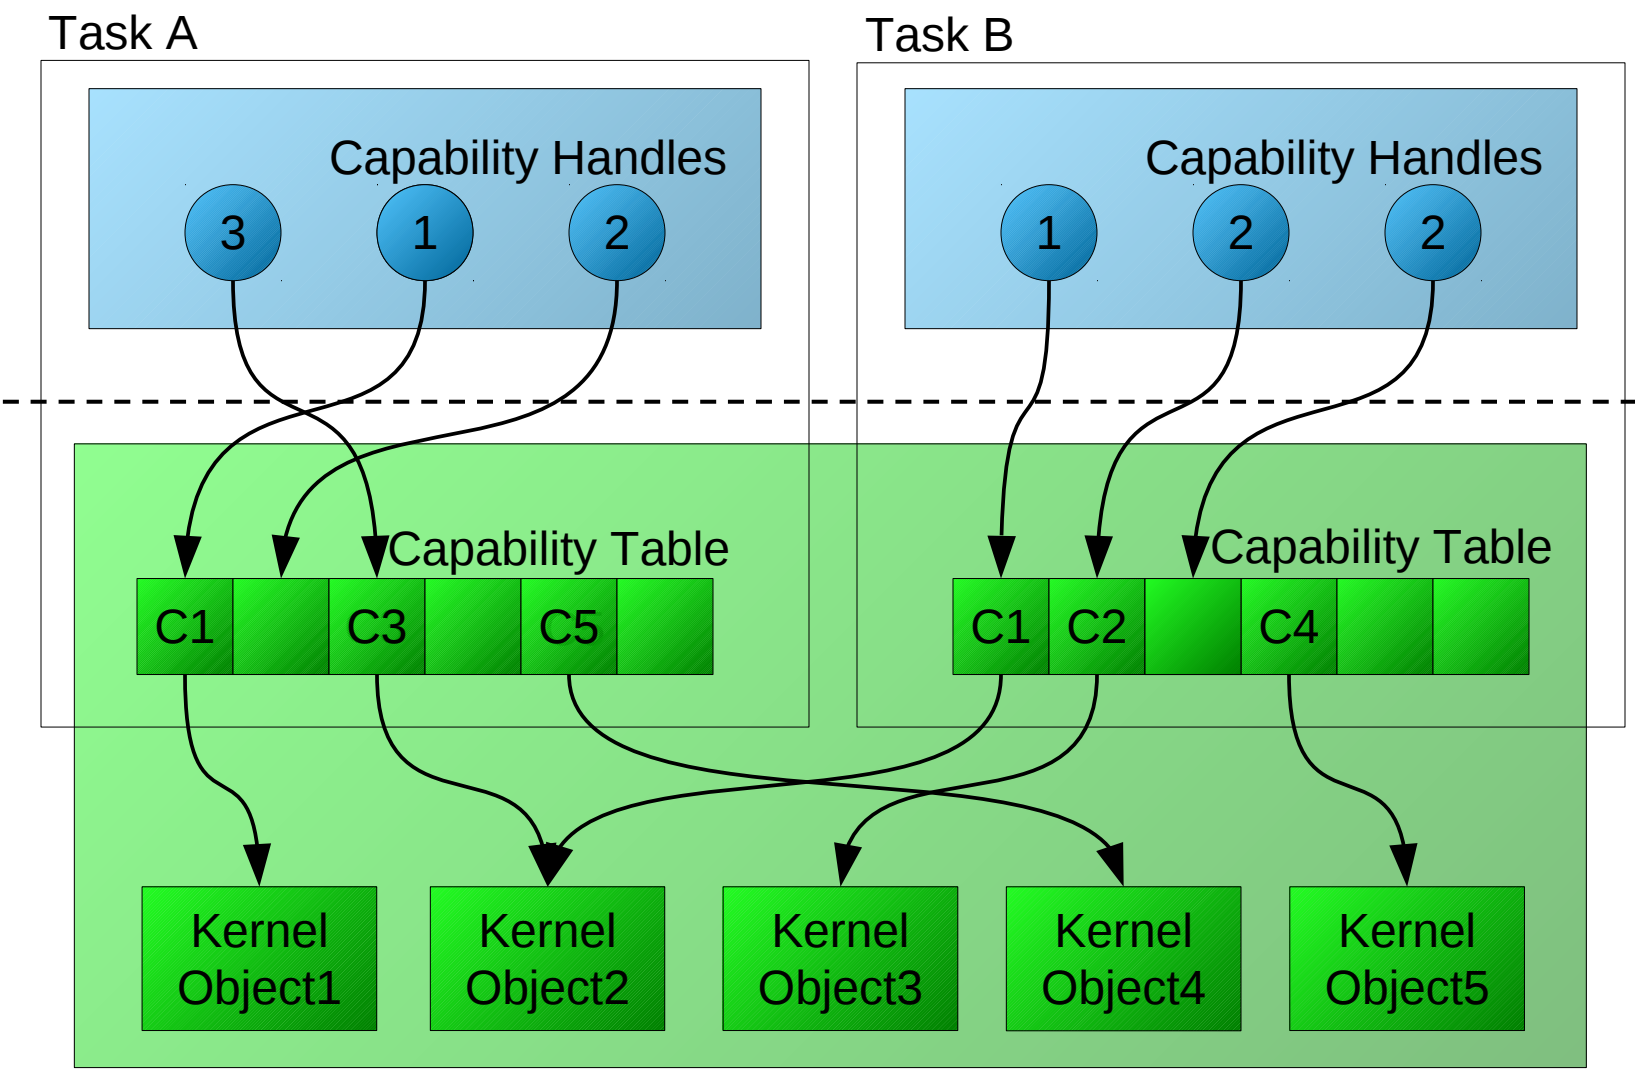 Task A
Task B
Capability Handles
Capability Handles
3
1
2
1
2
2
Capability Table
Capability Table
C1
C3
C5
C1
C2
C4
Kernel
Object1
Kernel
Object2
Kernel
Object3
Kernel
Object4
Kernel
Object5